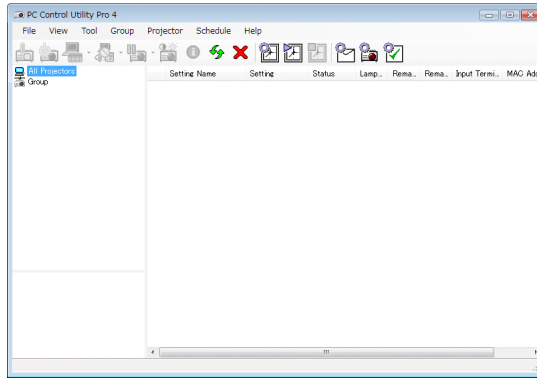 PC Control Utility Pro 4
File View Tool Group Projector Schedule Help
Setting Name Setting Status Lamp... Rema... Rema... Input Termi... MAC Add
All Projectors
Group